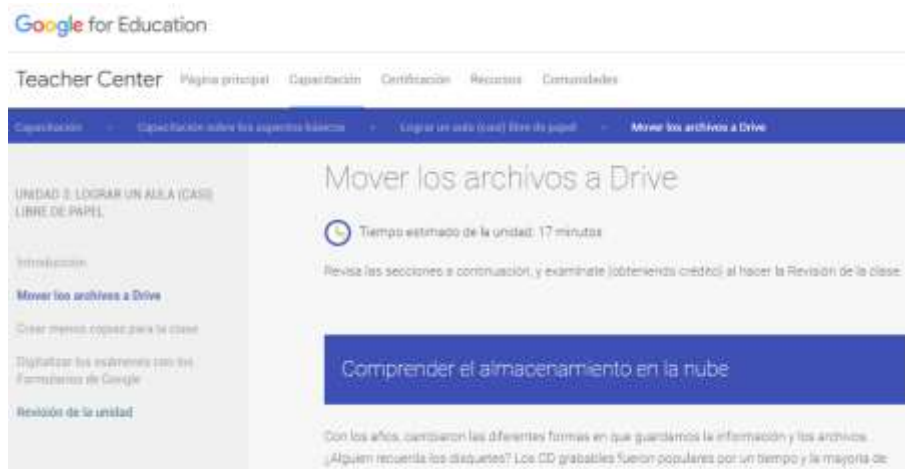 Google for Education
Teacher Center Página principal Capacitación Certificación Recursos Comunidades
Capacitación Capacitación sobre los aspectos básicos Lograr un aula (casi) libre de papel Mover los archivos a Drive
UNIDAD 3: LOGRAR UN AULA (CASI)
LIBRE DE PAPEL
Introducción
Mover los archivos a Drive
Crear menos copias para la clase
Digitalizar los exámenes con los
Formularios de Google
Revisión de la unidad
Mover los archivos a Drive
Tiempo estimado de la unidad: 17 minutos
Revisa las secciones a continuación, y examínate (obteniendo crédito) al hacer la Revisión de la clase
Comprender el almacenamiento en la nube
Con los años, cambiaron las diferentes formas en que guardamos la información y los archivos.
¿Alguien recuerda los disquetes? Los CD grabables fueron populares por un tiempo y la mayoría de